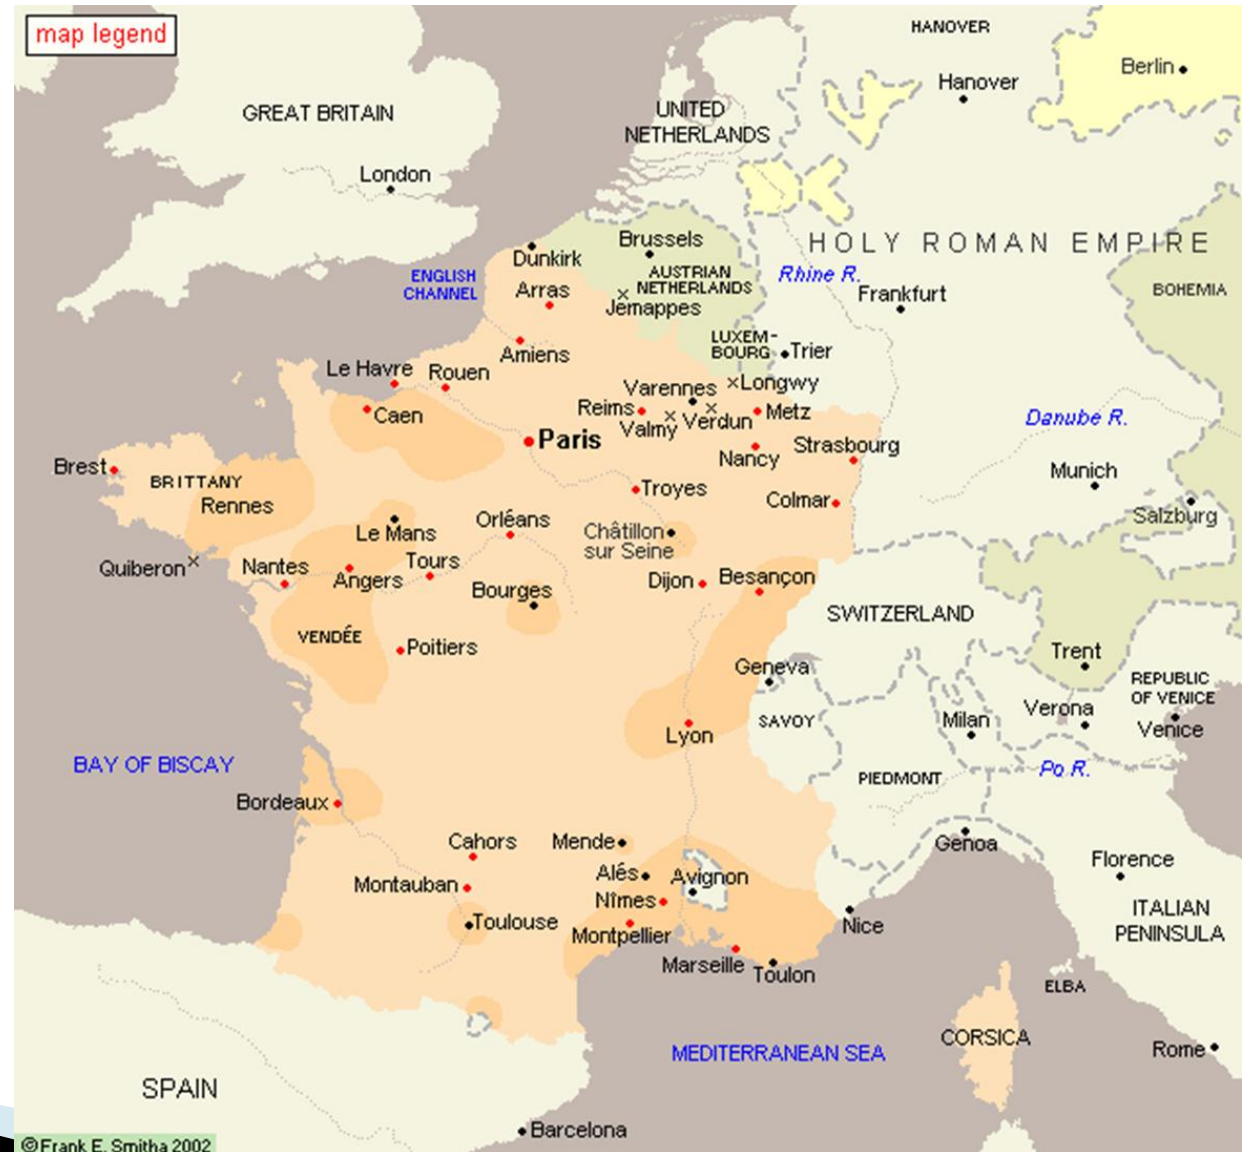 map legend
HANOVER
Hanover
Berlin
GREAT BRITAIN
UNITED
NETHERLANDS
London
Brussels
HOLY ROMAN EMPIRE
Dunkirk
ENGLISH
CHANNEL
AUSTRIAN
NETHERLANDS
Rhine R.
Arras
Jemappes
Frankfurt
BOHEMIA
Amiens
LUXEM-
BOURG
Trier
Le Havre
Rouen
Varennes
Longwy
Caen
Reims
Valmy
Verdun
Metz
Danube R.
Paris
Nancy
Strasbourg
Brest
BRITTANY
Rennes
Troyes
Colmar
Munich
Salzburg
Le Mans
Orléans
Châtillon
sur Seine
Quiberon
Nantes
Angers
Tours
Bourges
Dijon
Besançon
SWITZERLAND
VENDÉE
Poitiers
Geneva
Trent
REPUBLIC
OF VENICE
SAVOY
Milan
Verona
Venice
Lyon
BAY OF BISCAY
PIEDMONT
Po R.
Bordeaux
Cahors
Mende
Genoa
Florence
Montauban
Alés
Avignon
Nîmes
Toulouse
Montpellier
Nice
ITALIAN
PENINSULA
Marseille
Toulon
ELBA
CORSICA
MEDITERRANEAN SEA
Rome
SPAIN
Barcelona
©Frank E. Smitha 2002